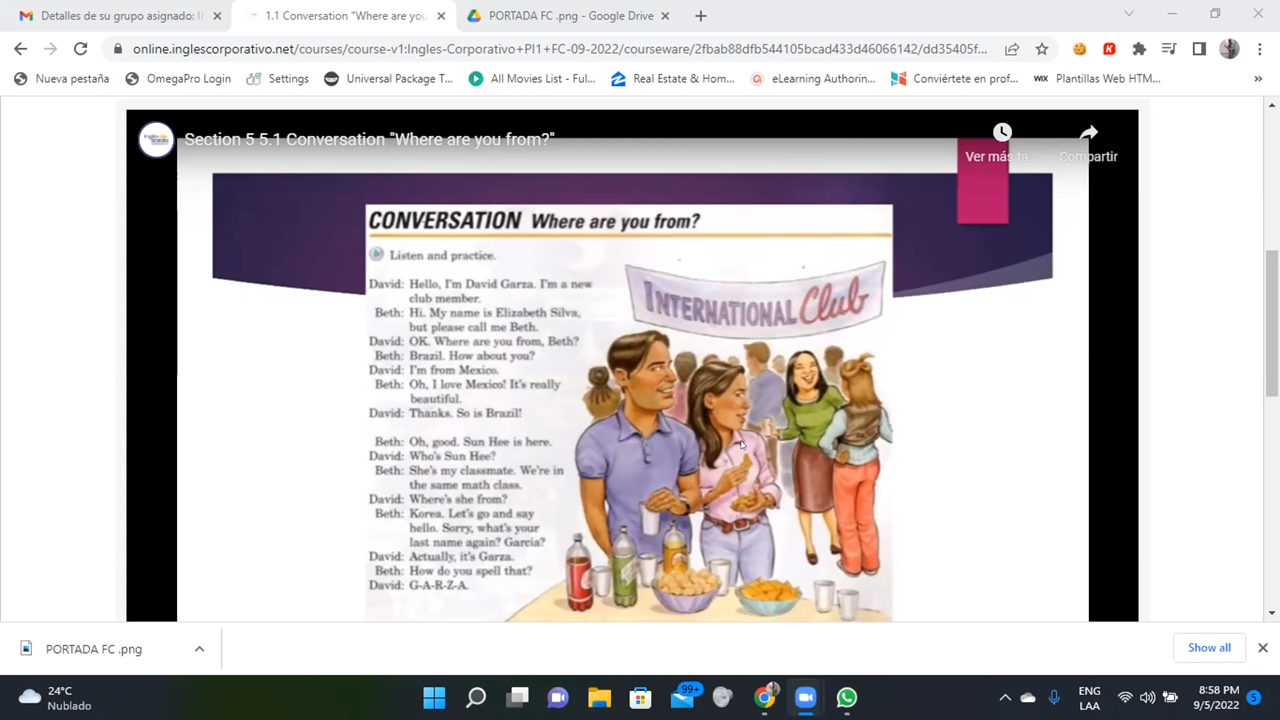 Detalles de su grupo asignado: II
1.1 Conversation "Where are you
PORTADA FC .png - Google Drive
online.inglescorporativo.net/courses/course-v1:Ingles-Corporativo+PI1+FC-09-2022/courseware/2fbab88dfb544105bcad433d46066142/dd35405f...
Nueva pestaña
OmegaPro Login
Settings
Universal Package T...
All Movies List - Ful...
Real Estate & Hom...
eLearning Authorin...
Conviértete en prof...
WIX Plantillas Web HTM...
»
Section 5 5.1 Conversation "Where are you from?"
Ver más ta...
Compartir
CONVERSATION Where are you from?
Listen and practice.
David: Hello, I'm David Garza. I'm a new
club member.
Beth: Hi. My name is Elizabeth Silva,
but please call me Beth.
David: OK. Where are you from, Beth?
Beth: Brazil. How about you?
David: I'm from Mexico.
Beth: Oh, I love Mexico! It's really
beautiful.
David: Thanks. So is Brazil!
Beth: Oh, good. Sun Hee is here.
David: Who's Sun Hee?
Beth: She's my classmate. We're in
the same math class.
David: Where's she from?
Beth: Korea. Let's go and say
hello. Sorry, what's your
last name again? Garcia?
David: Actually, it's Garza.
Beth: How do you spell that?
David: G-A-R-Z-A.
INTERNATIONAL Club
PORTADA FC .png
Show all
24°C
Nublado
99+
ENG
LAA
8:58 PM
9/5/2022
5